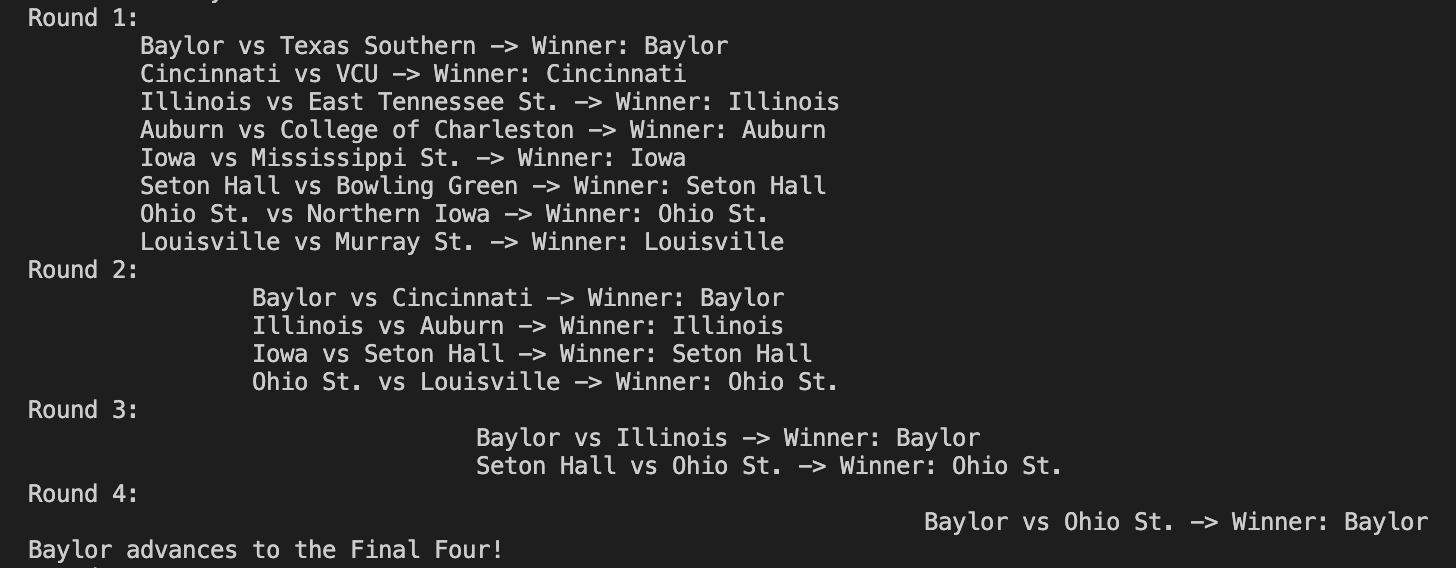 Round 1:
Baylor vs Texas Southern -> Winner: Baylor
Cincinnati vs VCU -> Winner: Cincinnati
Illinois vs East Tennessee St. -> Winner: Illinois
Auburn vs College of Charleston -> Winner: Auburn
Iowa vs Mississippi St. -> Winner: Iowa
Seton Hall vs Bowling Green -> Winner: Seton Hall
Ohio St. vs Northern Iowa -> Winner: Ohio St.
Louisville vs Murray St. -> Winner: Louisville
Round 2:
Baylor vs Cincinnati -> Winner: Baylor
Illinois vs Auburn -> Winner: Illinois
Iowa vs Seton Hall -> Winner: Seton Hall
Ohio St. vs Louisville -> Winner: Ohio St.
Round 3:
Baylor vs Illinois -> Winner: Baylor
Seton Hall vs Ohio St. -> Winner: Ohio St.
Round 4:
Baylor vs Ohio St. -> Winner: Baylor
Baylor advances to the Final Four!